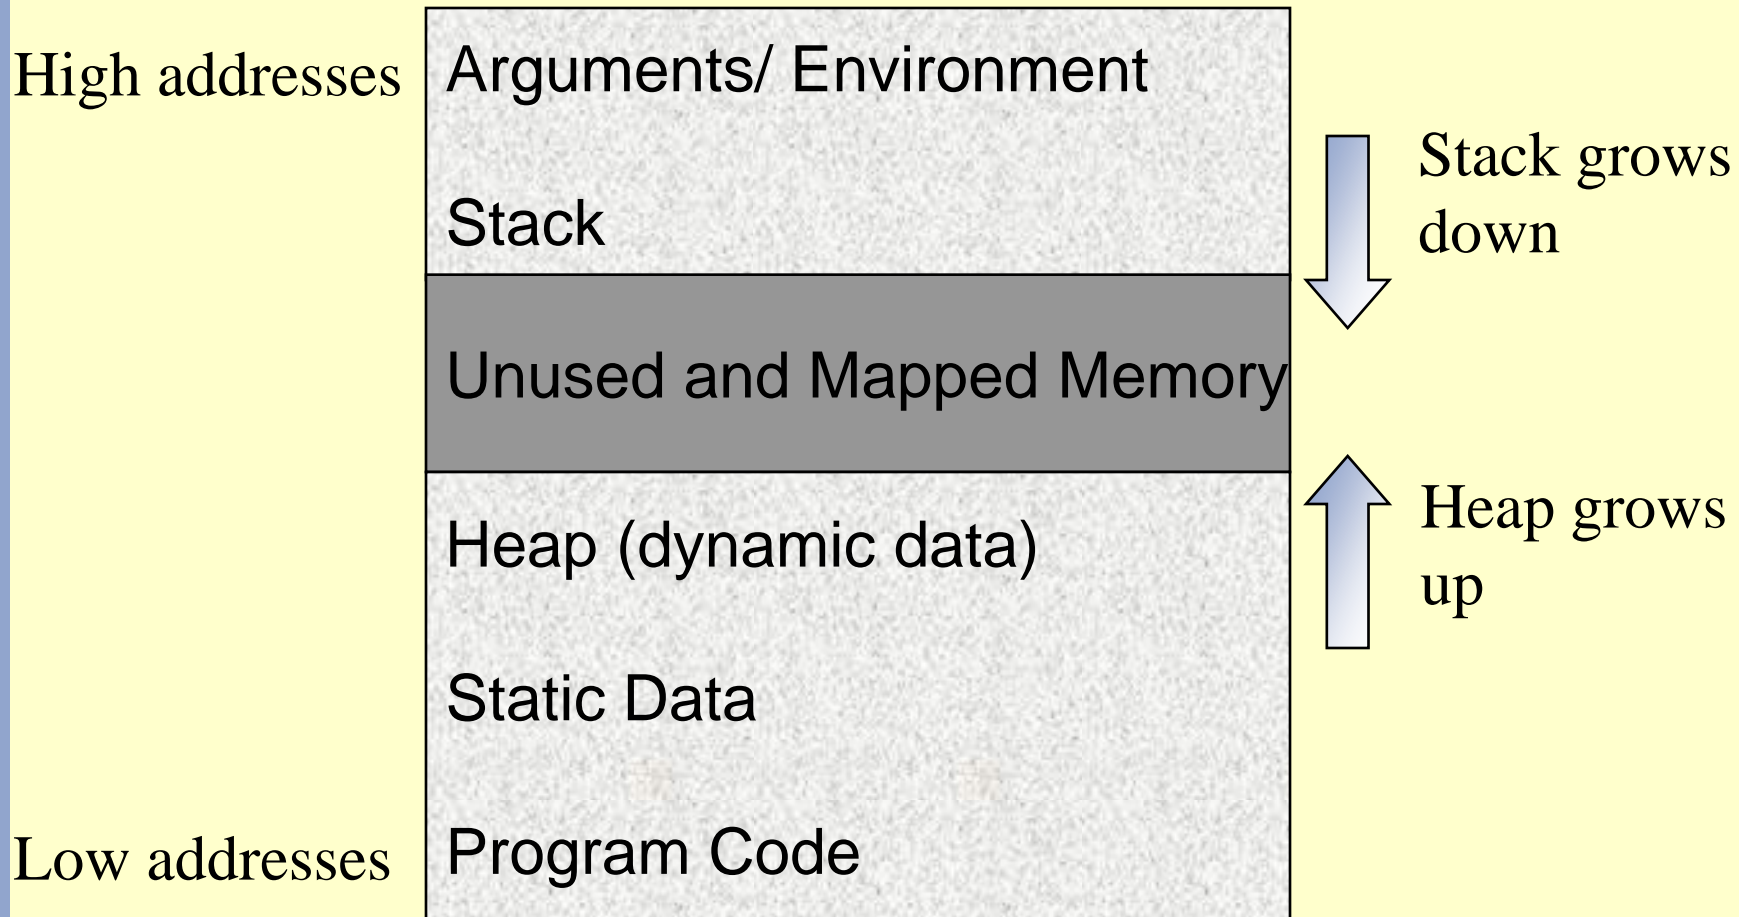 High addresses
Arguments/ Environment
Stack grows
down
Stack
Unused and Mapped Memory
Heap grows
up
Heap (dynamic data)
Static Data
Low addresses
Program Code